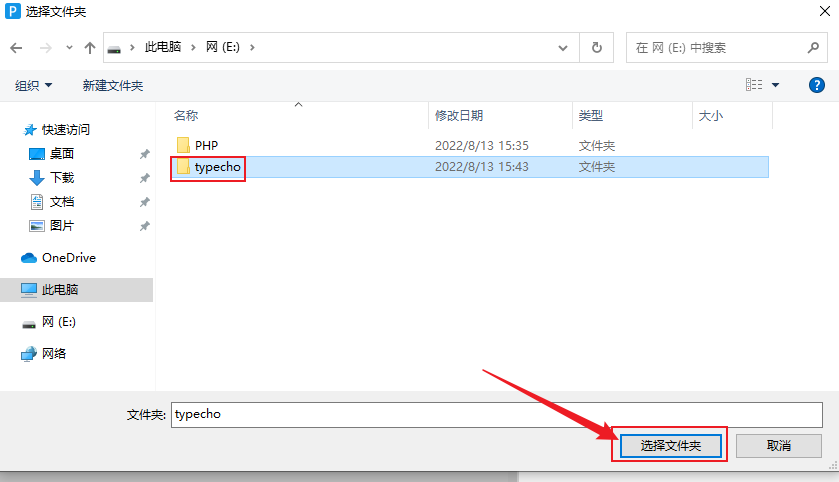 P 选择文件夹
此电脑 网 (E:) 在 网 (E:) 中搜索
组织 新建文件夹 ?
名称 修改日期 类型 大小
快速访问
桌面
下载
文档
图片
OneDrive
此电脑
网 (E:)
网络
PHP 2022/8/13 15:35 文件夹
typecho 2022/8/13 15:43 文件夹
文件夹: typecho
选择文件夹 取消